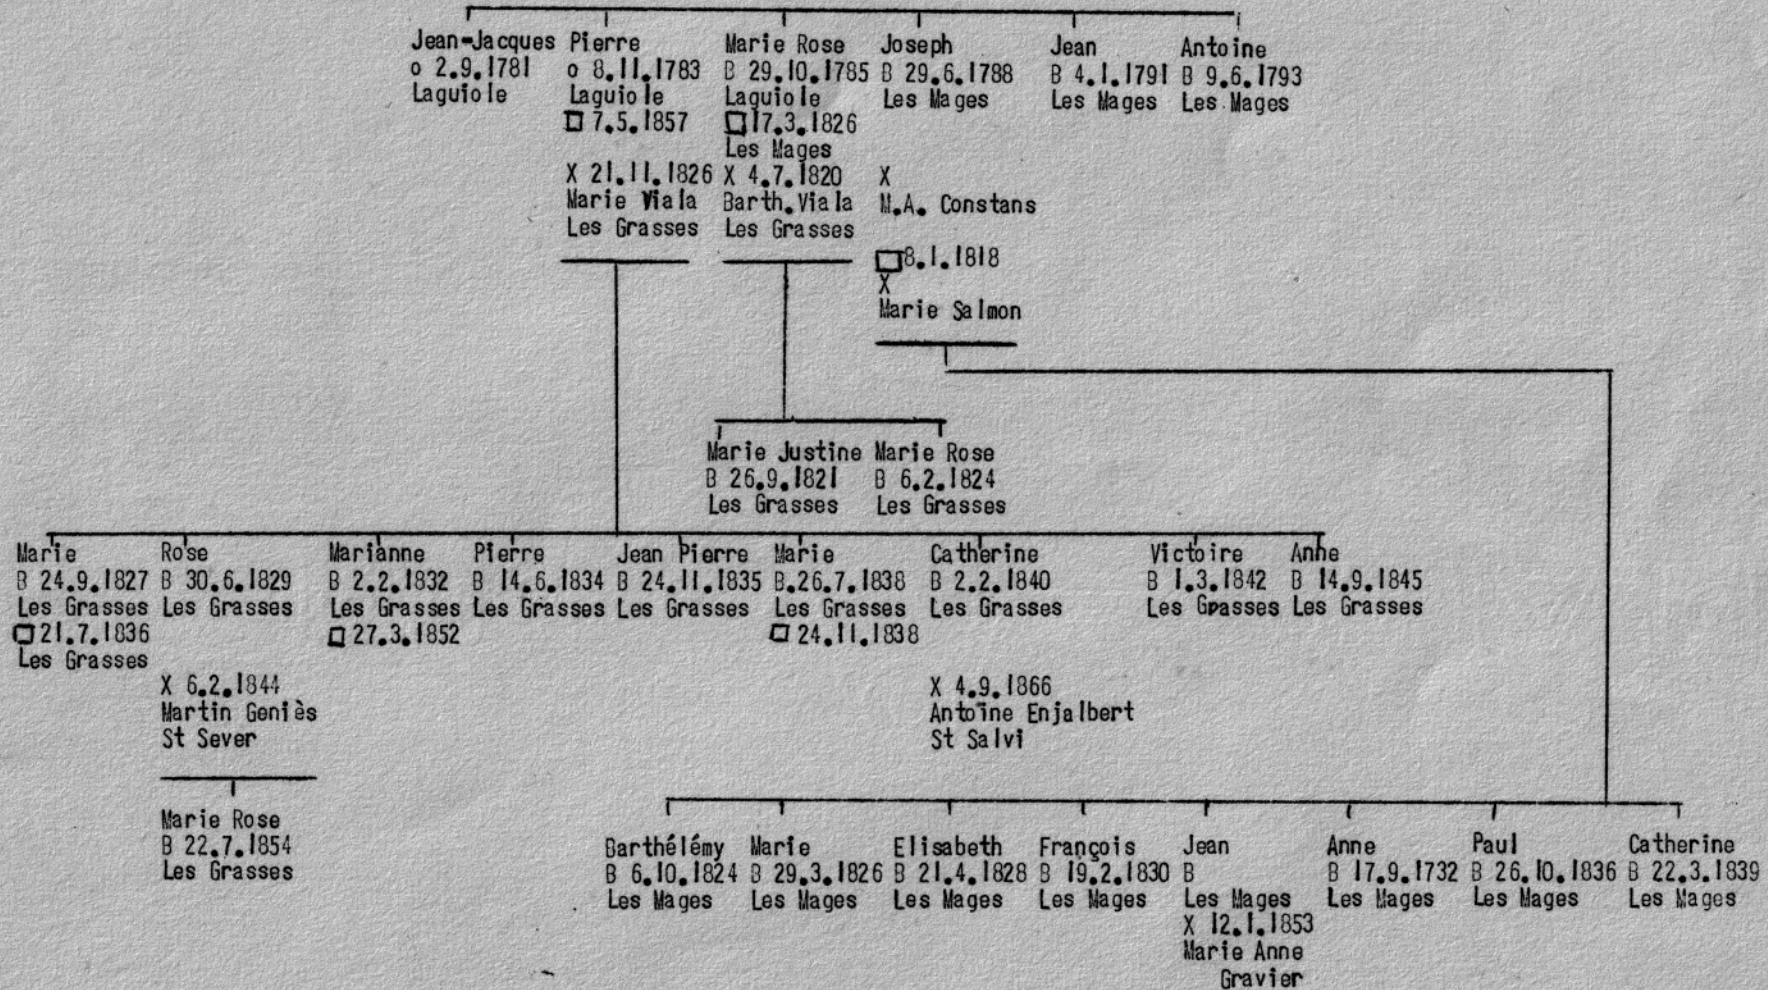 Jean-Jacques
o 2.9.1781
Laguiole
Pierre
o 8.11.1783
Laguiole
□ 7.5.1857
X 21.11.1826
Marie Viala
Les Grasses
Marie Rose
B 29.10.1785
Laguiole
□ 17.3.1826
Les Mages
X 4.7.1820
Barth.Viala
Les Grasses
Joseph
B 29.6.1788
Les Mages
X
M.A. Constans
□ 8.1.1818
X
Marie Salmon
Jean
B 4.1.1791
Les Mages
Antoine
B 9.6.1793
Les Mages
Marie Justine
B 26.9.1821
Les Grasses
Marie Rose
B 6.2.1824
Les Grasses
Marie
B 24.9.1827
Les Grasses
□ 21.7.1836
Les Grasses
Rose
B 30.6.1829
Les Grasses
X 6.2.1844
Martin Geniès
St Sever
Marie Rose
B 22.7.1854
Les Grasses
Marianne
B 2.2.1832
Les Grasses
□ 27.3.1852
Pierre
B 14.6.1834
Les Grasses
Jean Pierre
B 24.11.1835
Les Grasses
Marie
B.26.7.1838
Les Grasses
□ 24.11.1838
Catherine
B 2.2.1840
Les Grasses
X 4.9.1866
Antoine Enjalbert
St Salvi
Victoire
B 1.3.1842
Les Grasses
Anne
B 14.9.1845
Les Grasses
Barthélémy
B 6.10.1824
Les Mages
Marie
B 29.3.1826
Les Mages
Elisabeth
B 21.4.1828
Les Mages
François
B 19.2.1830
Les Mages
Jean
B
Les Mages
X 12.1.1853
Marie Anne
Gravier
Anne
B 17.9.1732
Les Mages
Paul
B 26.10.1836
Les Mages
Catherine
B 22.3.1839
Les Mages